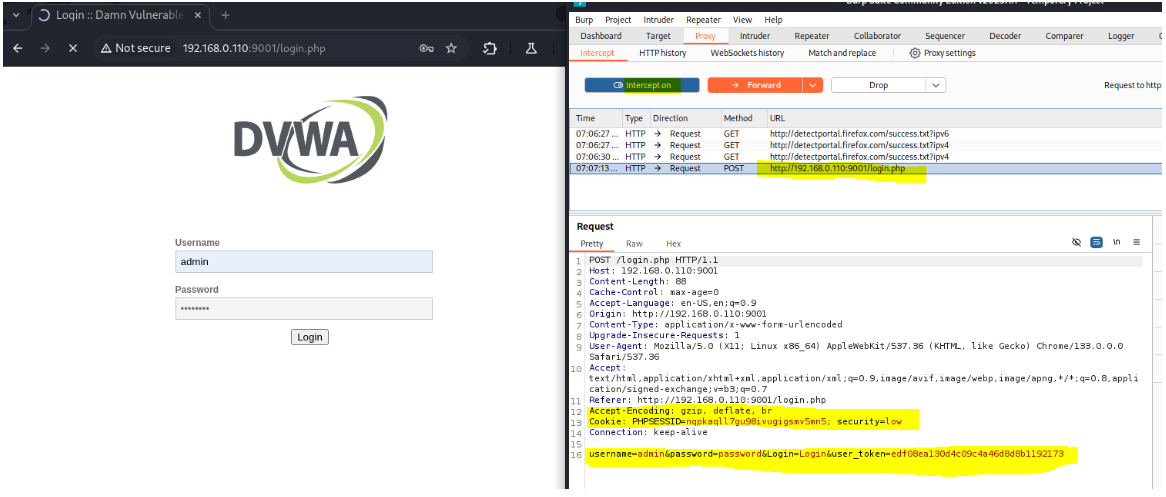 Login :: Damn Vulnerable
Not secure 192.168.0.110:9001/login.php
DVWA
Username
admin
Password
••••••••
Login
Burp Project Intruder Repeater View Help
Dashboard Target Proxy Intruder Repeater Collaborator Sequencer Decoder Comparer Logger
Intercept HTTP history WebSockets history Match and replace Proxy settings
Intercept on Forward Drop Request to http
Time Type Direction Method URL
07:06:27 ... HTTP → Request GET http://detectportal.firefox.com/success.txt?ipv6
07:06:27 ... HTTP → Request GET http://detectportal.firefox.com/success.txt?ipv4
07:06:30 ... HTTP → Request GET http://detectportal.firefox.com/success.txt?ipv4
07:07:13 ... HTTP → Request POST http://192.168.0.110:9001/login.php
Request
Pretty Raw Hex
\n
1 POST /login.php HTTP/1.1
2 Host: 192.168.0.110:9001
3 Content-Length: 88
4 Cache-Control: max-age=0
5 Accept-Language: en-US,en;q=0.9
6 Origin: http://192.168.0.110:9001
7 Content-Type: application/x-www-form-urlencoded
8 Upgrade-Insecure-Requests: 1
9 User-Agent: Mozilla/5.0 (X11; Linux x86_64) AppleWebKit/537.36 (KHTML, like Gecko) Chrome/133.0.0.0
Safari/537.36
10 Accept:
text/html,application/xhtml+xml,application/xml;q=0.9,image/avif,image/webp,image/apng,*/*;q=0.8,appli
cation/signed-exchange;v=b3;q=0.7
11 Referer: http://192.168.0.110:9001/login.php
12 Accept-Encoding: gzip, deflate, br
13 Cookie: PHPSESSID=nqpkaqll7gu98ivugigsmv5mn5; security=low
14 Connection: keep-alive
15
16 username=admin&password=password&Login=Login&user_token=edf08ea130d4c09c4a46d8d8b1192173